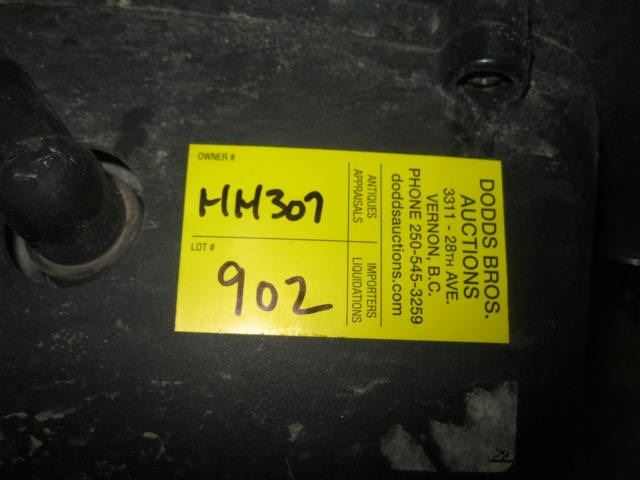 OWNER #
HH307
LOT #
902
ANTIQUES
APPRAISALS
IMPORTERS
LIQUIDATIONS
DODDS BROS.
AUCTIONS
3311 - 28TH AVE.
VERNON, B.C.
PHONE 250-545-3259
doddsauctions.com